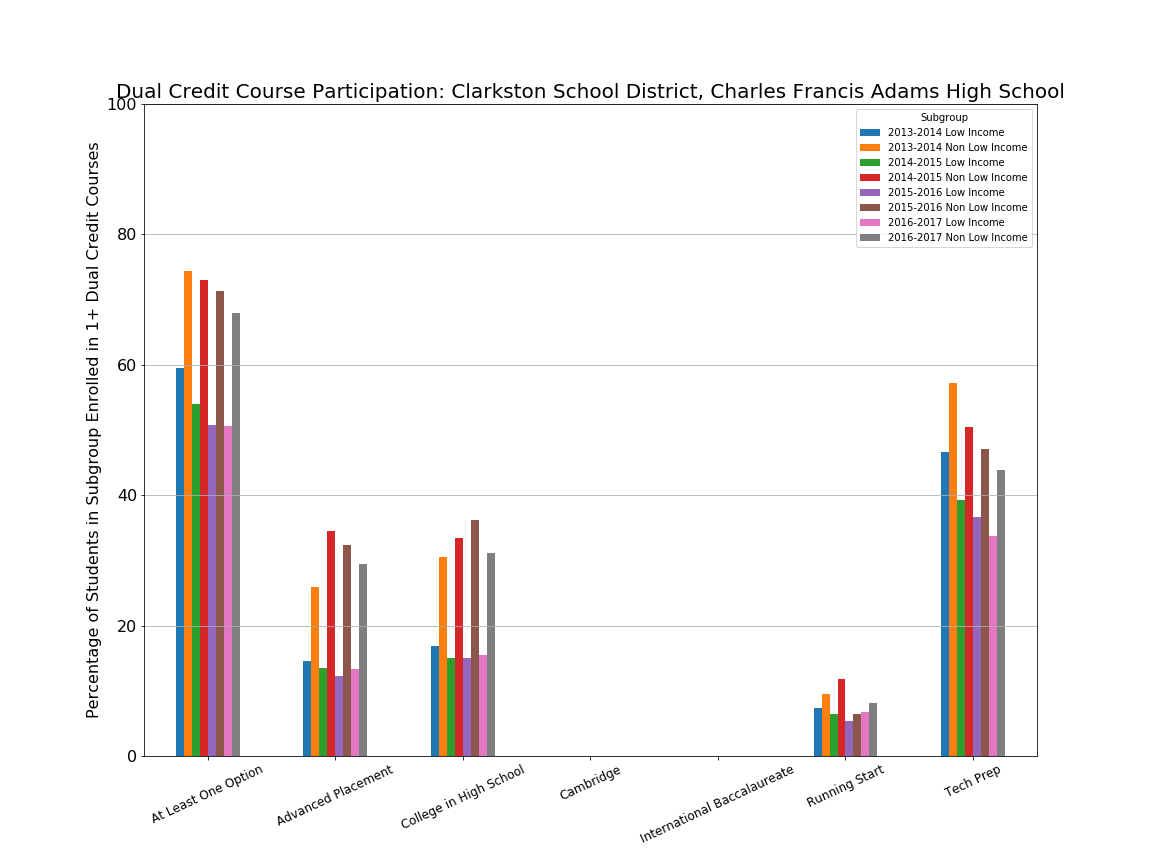 Dual Credit Course Participation: Clarkston School District, Charles Francis Adams High School
Percentage of Students in Subgroup Enrolled in 1+ Dual Credit Courses
100
80
60
40
20
0
Subgroup
2013-2014 Low Income
2013-2014 Non Low Income
2014-2015 Low Income
2014-2015 Non Low Income
2015-2016 Low Income
2015-2016 Non Low Income
2016-2017 Low Income
2016-2017 Non Low Income
At Least One Option
Advanced Placement
College in High School
Cambridge
International Baccalaureate
Running Start
Tech Prep